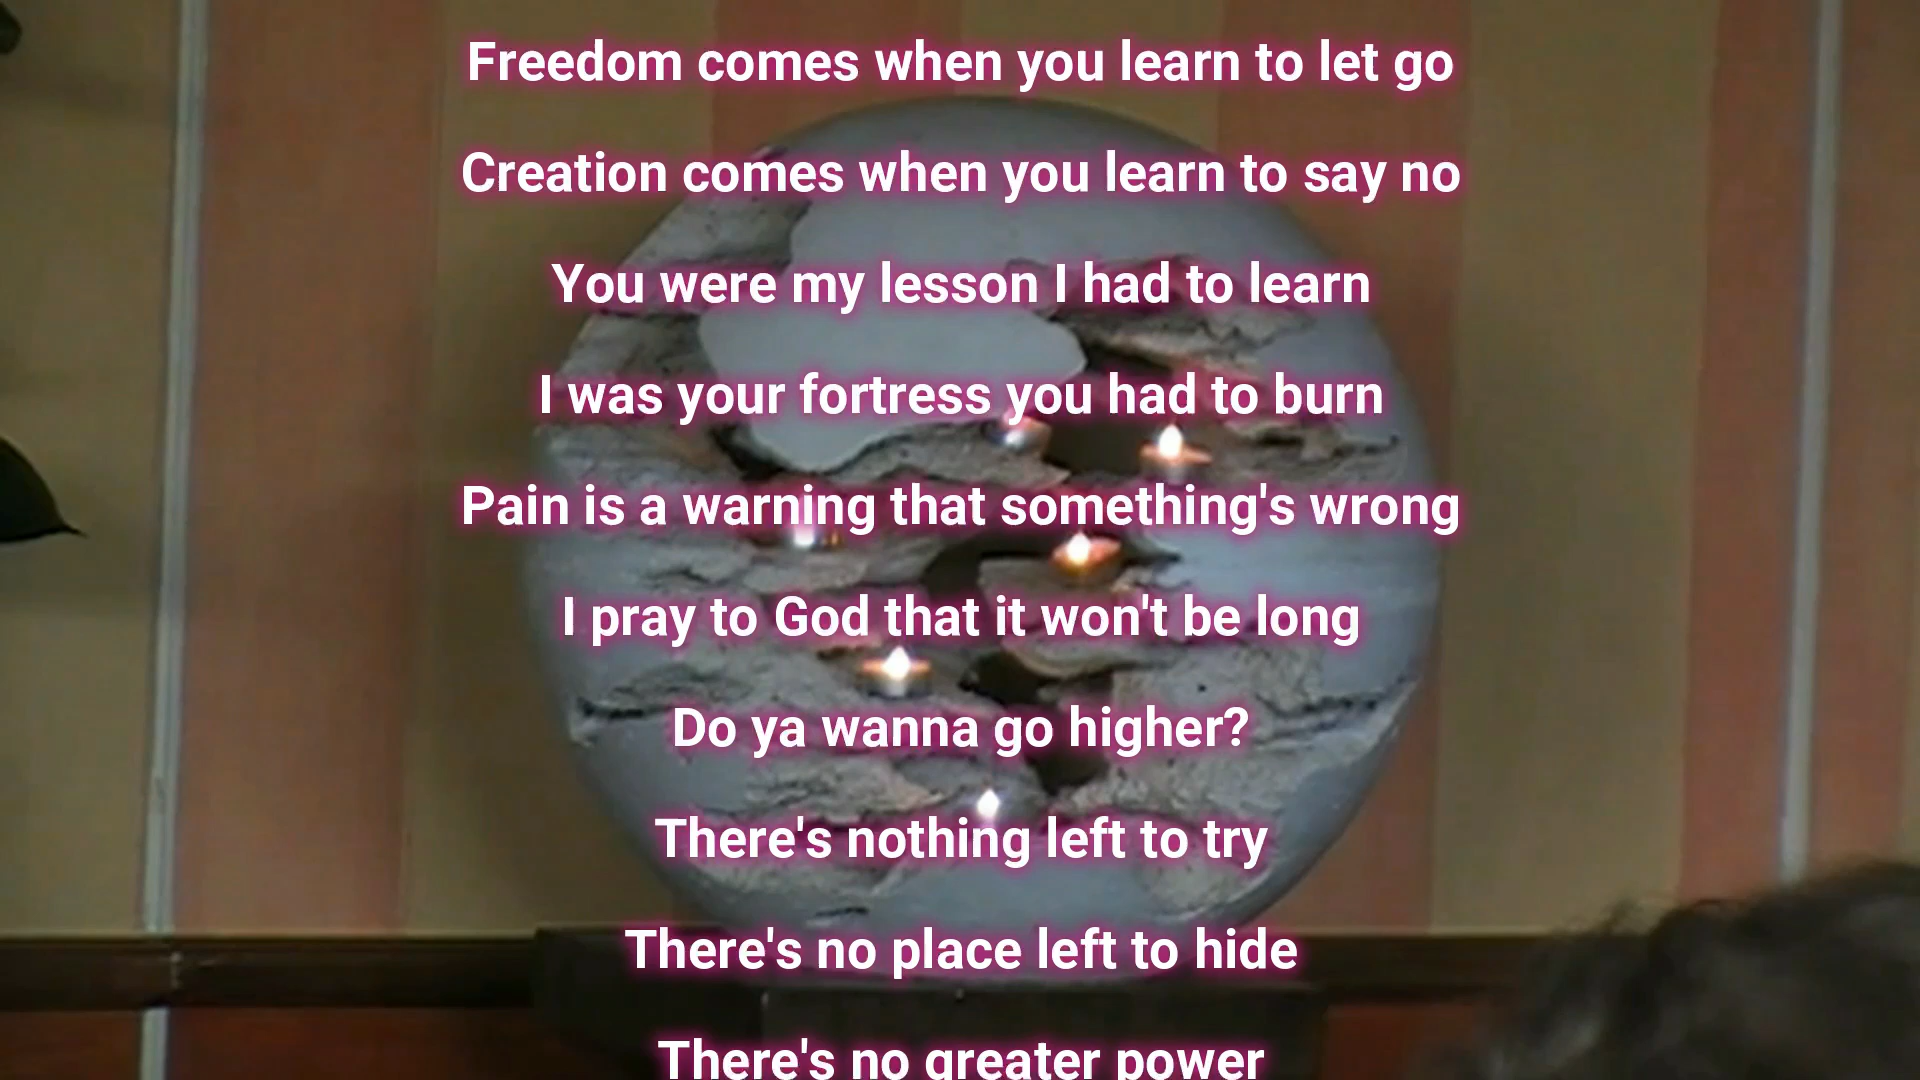 Freedom comes when you learn to let go
Creation comes when you learn to say no
You were my lesson I had to learn
I was your fortress you had to burn
Pain is a warning that something's wrong
I pray to God that it won't be long
Do ya wanna go higher?
There's nothing left to try
There's no place left to hide
There's no greater power